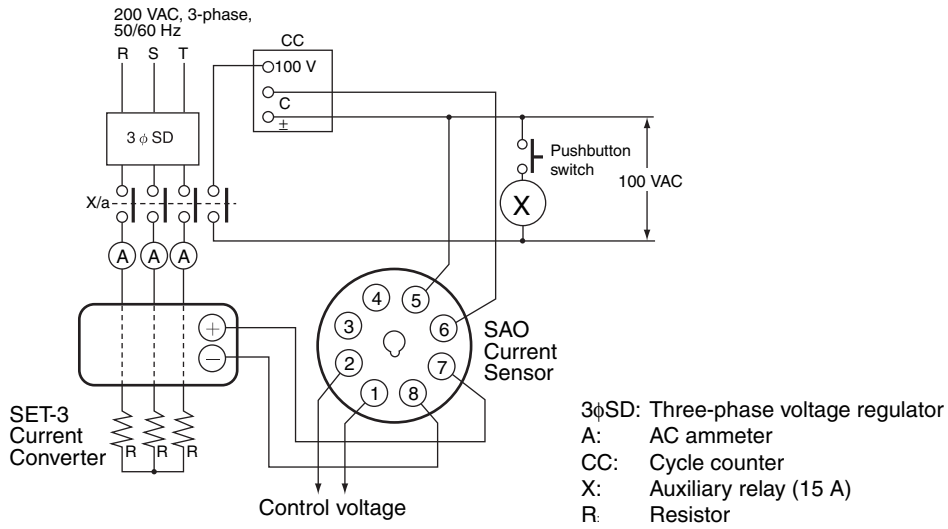 200 VAC, 3-phase,
50/60 Hz
R S T
CC
100 V
C
±
3 ϕ SD
Pushbutton
switch
100 VAC
X/a
X
A A A
+
−
4 5
3 6
2 7
1 8
SAO
Current
Sensor
SET-3
Current
Converter
R R R
Control voltage
3ϕSD: Three-phase voltage regulator
A: AC ammeter
CC: Cycle counter
X: Auxiliary relay (15 A)
R: Resistor